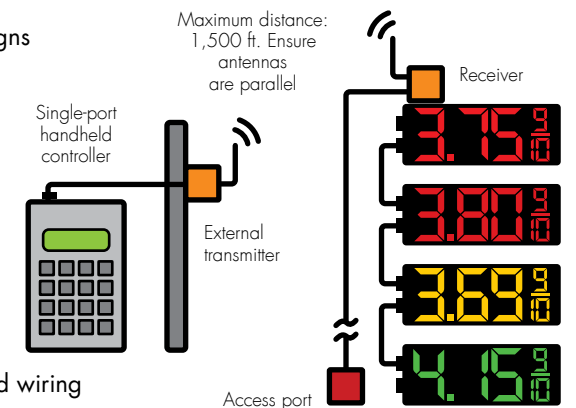 gns
Maximum distance:
1,500 ft. Ensure
antennas
are parallel
Receiver
Single-port
handheld
controller
External
transmitter
3.75 9/10
3.80 9/10
3.69 9/10
4.15 9/10
d wiring
Access port